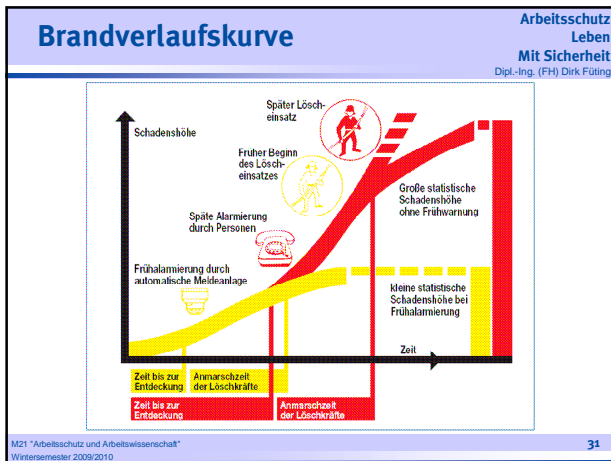 Brandverlaufskurve
Arbeitsschutz
Leben
Mit Sicherheit
Dipl.-Ing. (FH) Dirk Füting
Schadenshöhe
Später Lösch-
einsatz
Früher Beginn
des Lösch-
einsatzes
Späte Alarmierung
durch Personen
Frühalarmierung durch
automatische Meldeanlage
Große statistische
Schadenshöhe
ohne Frühwarnung
kleine statistische
Schadenshöhe bei
Frühalarmierung
Zeit
Zeit bis zur
Entdeckung
Anmarschzeit
der Löschkräfte
Zeit bis zur
Entdeckung
Anmarschzeit
der Löschkräfte
M21 "Arbeitsschutz und Arbeitswissenschaft"
Wintersemester 2009/2010
31